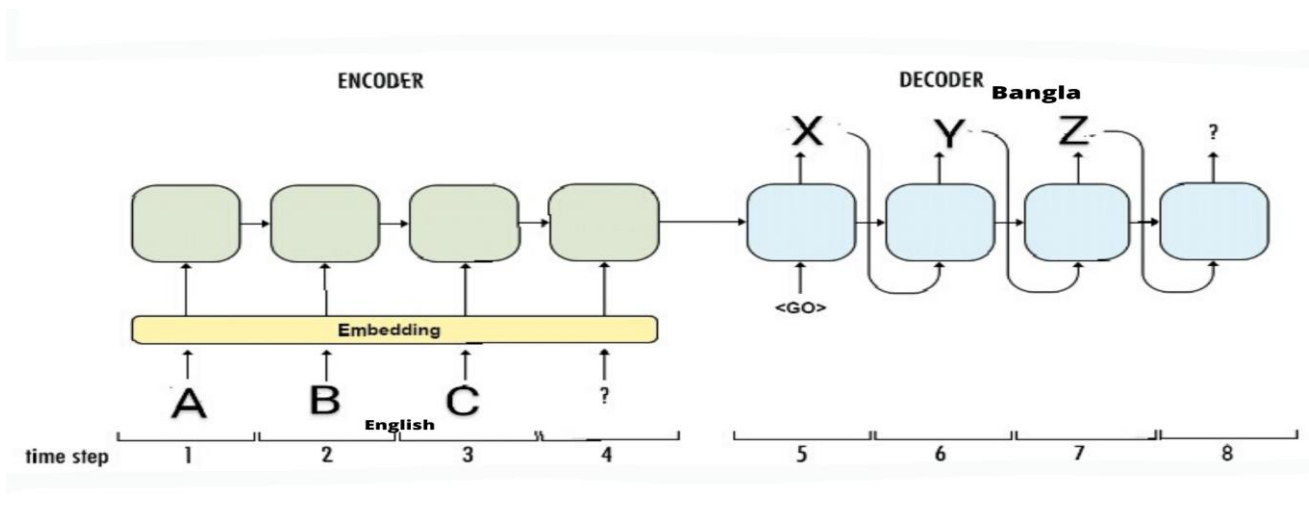 ENCODER
DECODER Bangla
X Y Z ?
<GO>
Embedding
A B C ?
English
time step 1 2 3 4 5 6 7 8